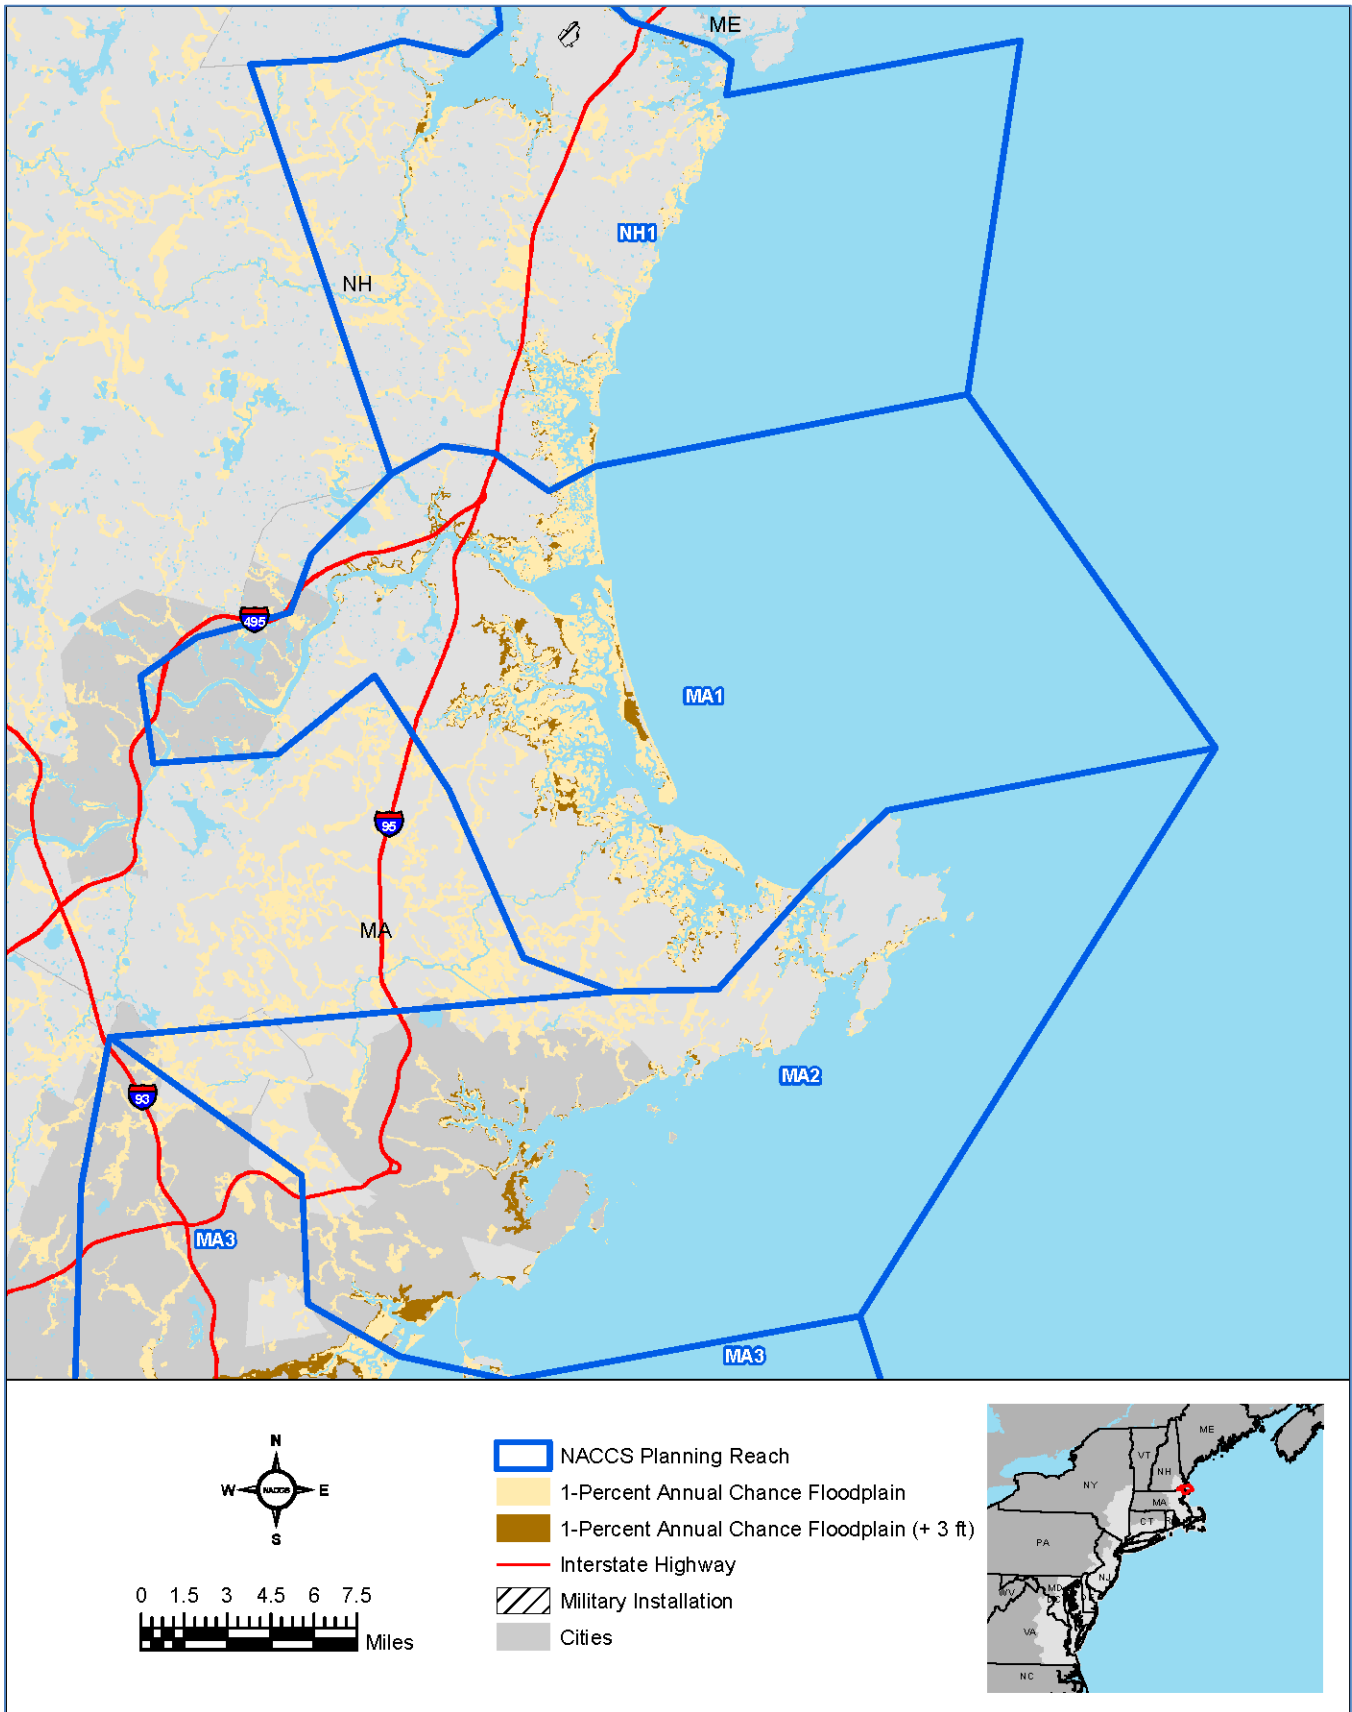 ME
NH1
NH
495
MA1
95
MA
MA2
93
MA3
MA3
N
W NACCS E
S
0 1.5 3 4.5 6 7.5
Miles
NACCS Planning Reach
1-Percent Annual Chance Floodplain
1-Percent Annual Chance Floodplain (+ 3 ft)
Interstate Highway
Military Installation
Cities
ME
VT
NH
NY
MA
CT
PA
NJ
MD
WV
VA
NC